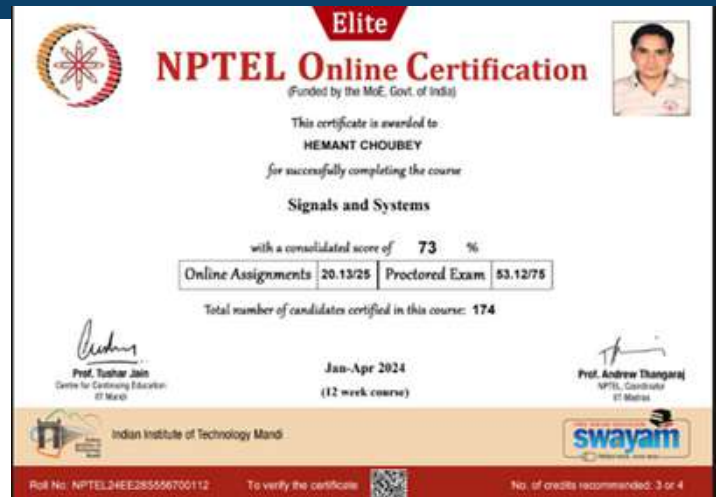 Elite
NPTEL Online Certification
(Funded by the MoE, Govt. of India)
This certificate is awarded to
HEMANT CHOUBEY
for successfully completing the course
Signals and Systems
with a consolidated score of 73 %
Online Assignments 20.13/25 Proctored Exam 53.12/75
Total number of candidates certified in this course: 174
Prof. Tushar Jain
Centre for Continuing Education
IIT Mandi
Jan-Apr 2024
(12 week course)
Prof. Andrew Thangaraj
NPTEL, Coordinator
IIT Madras
Indian Institute of Technology Mandi
swayam
Roll No: NPTEL24EE28S556700112 To verify the certificate No. of credits recommended: 3 or 4